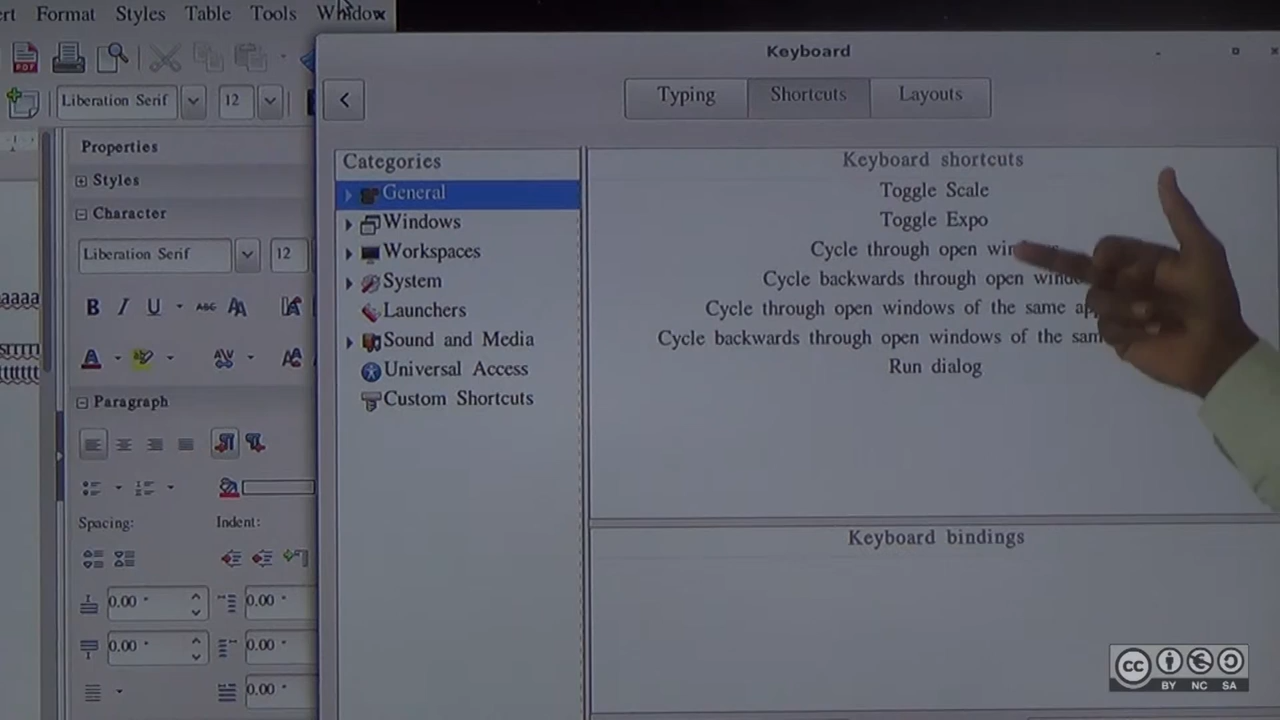 Format Styles Table Tools Window
Keyboard
PDF
Liberation Serif 12
Typing Shortcuts Layouts
Properties
Styles
Character
Liberation Serif 12
Paragraph
Spacing: Indent:
0.00 " 0.00 "
0.00 " 0.00 "
0.00 "
Categories
General
Windows
Workspaces
System
Launchers
Sound and Media
Universal Access
Custom Shortcuts
Keyboard shortcuts
Toggle Scale
Toggle Expo
Cycle through open
Cycle backwards through open
Cycle through open windows of the same
Cycle backwards through open windows of the
Run dialog
Keyboard bindings
cc BY NC SA